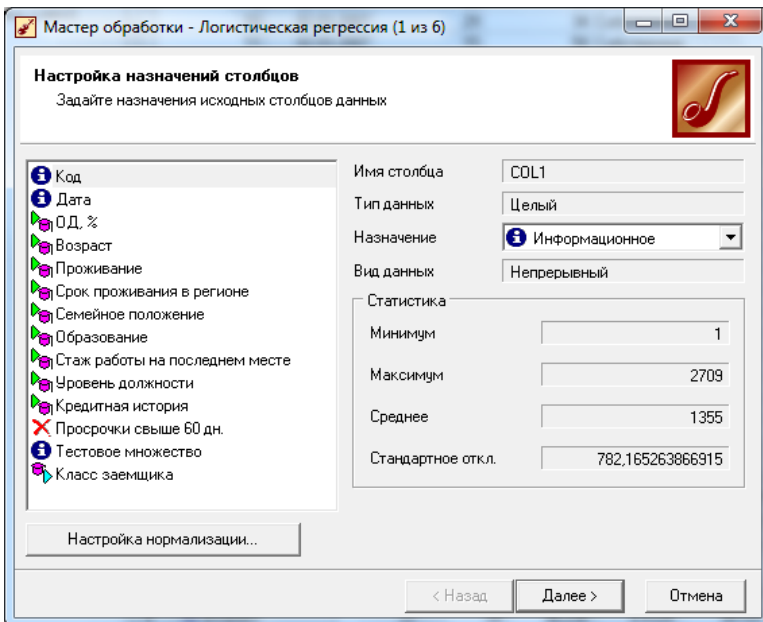 Мастер обработки - Логистическая регрессия (1 из 6)
Настройка назначений столбцов
Задайте назначения исходных столбцов данных
Код
Дата
ОД, %
Возраст
Проживание
Срок проживания в регионе
Семейное положение
Образование
Стаж работы на последнем месте
Уровень должности
Кредитная история
Просрочки свыше 60 дн.
Тестовое множество
Класс заемщика
Настройка нормализации...
Имя столбца COL1
Тип данных Целый
Назначение Информационное
Вид данных Непрерывный
Статистика
Минимум 1
Максимум 2709
Среднее 1355
Стандартное откл. 782,165263866915
< Назад Далее > Отмена